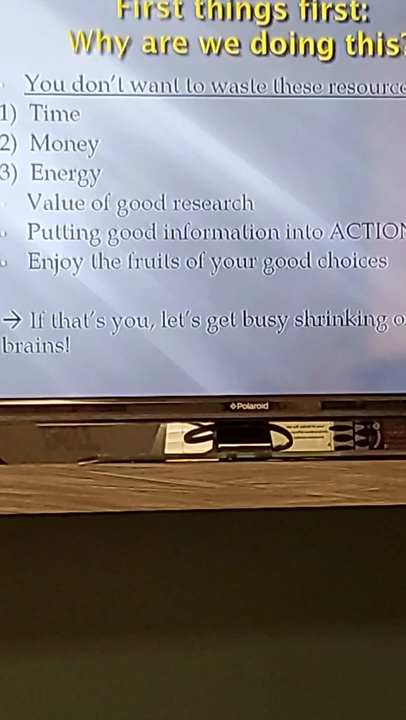 First things first:
Why are we doing this?
You don't want to waste these resource
1) Time
2) Money
3) Energy
Value of good research
Putting good information into ACTION
Enjoy the fruits of your good choices
→ If that's you, let's get busy shrinking o
brains!
Polaroid